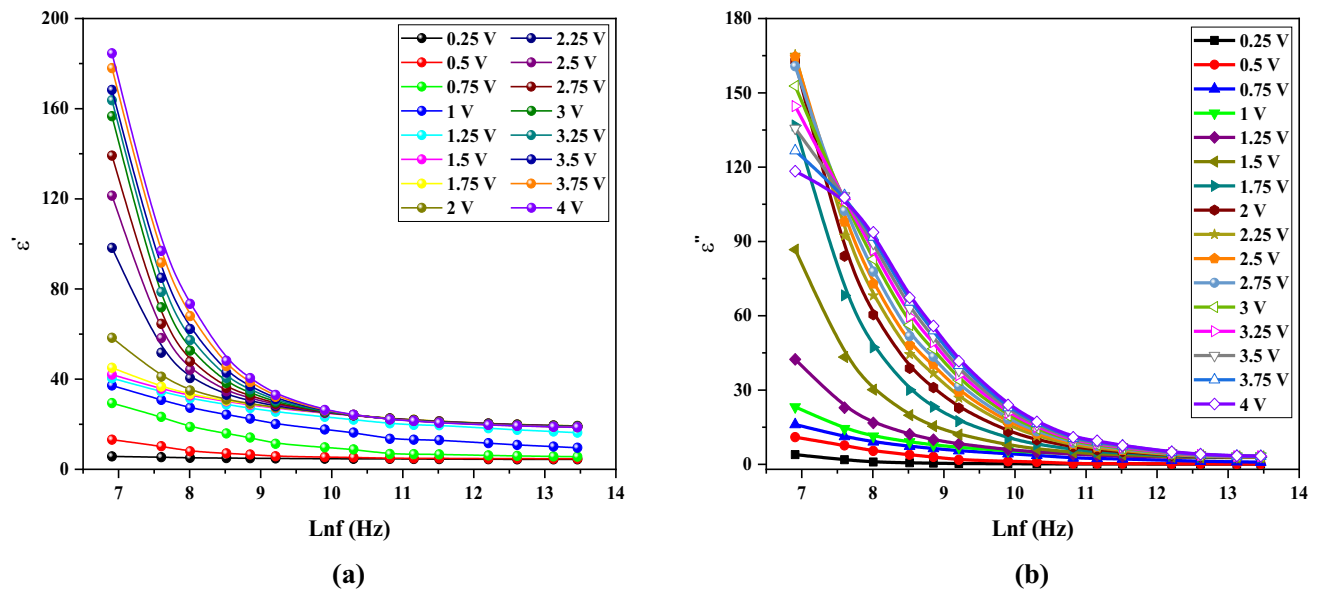 200
160
120
80
40
0
ε'
7 8 9 10 11 12 13 14
Lnf (Hz)
0.25 V 2.25 V
0.5 V 2.5 V
0.75 V 2.75 V
1 V 3 V
1.25 V 3.25 V
1.5 V 3.5 V
1.75 V 3.75 V
2 V 4 V
(a)
180
150
120
90
60
30
0
ε"
7 8 9 10 11 12 13 14
Lnf (Hz)
0.25 V
0.5 V
0.75 V
1 V
1.25 V
1.5 V
1.75 V
2 V
2.25 V
2.5 V
2.75 V
3 V
3.25 V
3.5 V
3.75 V
4 V
(b)